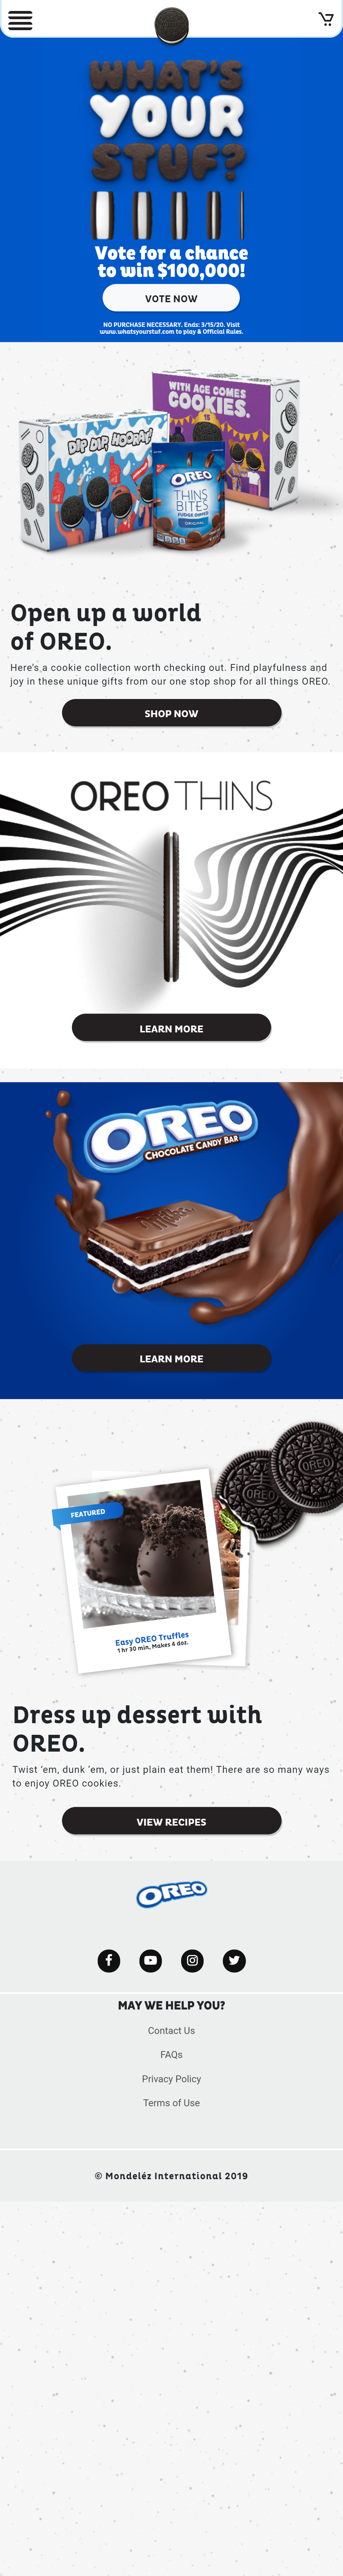 WHAT'S
YOUR
STUF?
Vote for a chance
to win $100,000!
VOTE NOW
NO PURCHASE NECESSARY. Ends: 3/15/20. Visit
www.whatsyourstuf.com to play & Official Rules.
WITH AGE COMES
COOKIES.
DIP, DIP, HOORAY!
OREO
THINS
BITES
FUDGE DIPPED
ORIGINAL
Open up a world
of OREO.
Here's a cookie collection worth checking out. Find playfulness and
joy in these unique gifts from our one stop shop for all things OREO.
SHOP NOW
OREO THINS
LEARN MORE
OREO
CHOCOLATE CANDY BAR
LEARN MORE
OREO
OREO
FEATURED
Easy OREO Truffles
1 hr 30 min, Makes 4 doz.
Dress up dessert with
OREO.
Twist 'em, dunk 'em, or just plain eat them! There are so many ways
to enjoy OREO cookies.
VIEW RECIPES
OREO
MAY WE HELP YOU?
Contact Us
FAQs
Privacy Policy
Terms of Use
© Mondeléz International 2019